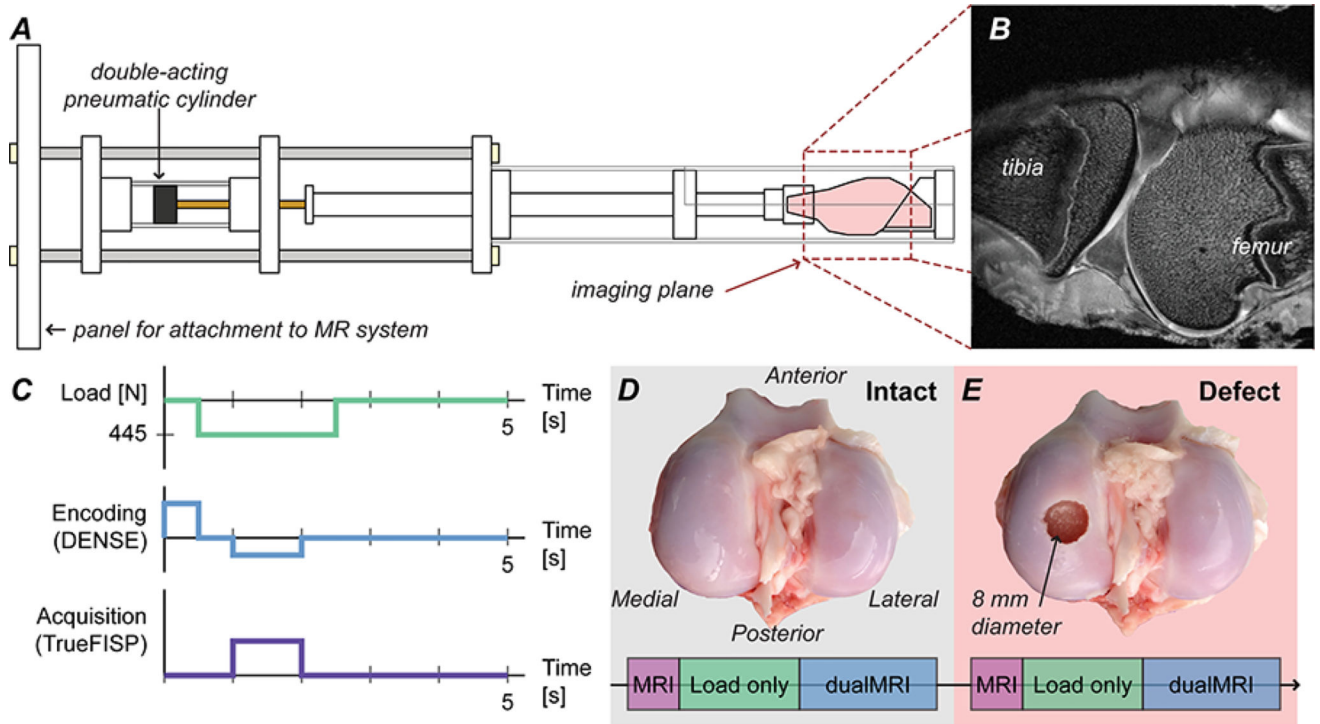 A
double-acting
pneumatic cylinder
imaging plane
← panel for attachment to MR system
B
tibia
femur
C
Load [N]
445
Time
[s]
5
Encoding
(DENSE)
Time
[s]
5
Acquisition
(TrueFISP)
Time
[s]
5
D
Anterior
Intact
Medial
Lateral
Posterior
MRI
Load only
dualMRI
E
Defect
8 mm
diameter
MRI
Load only
dualMRI